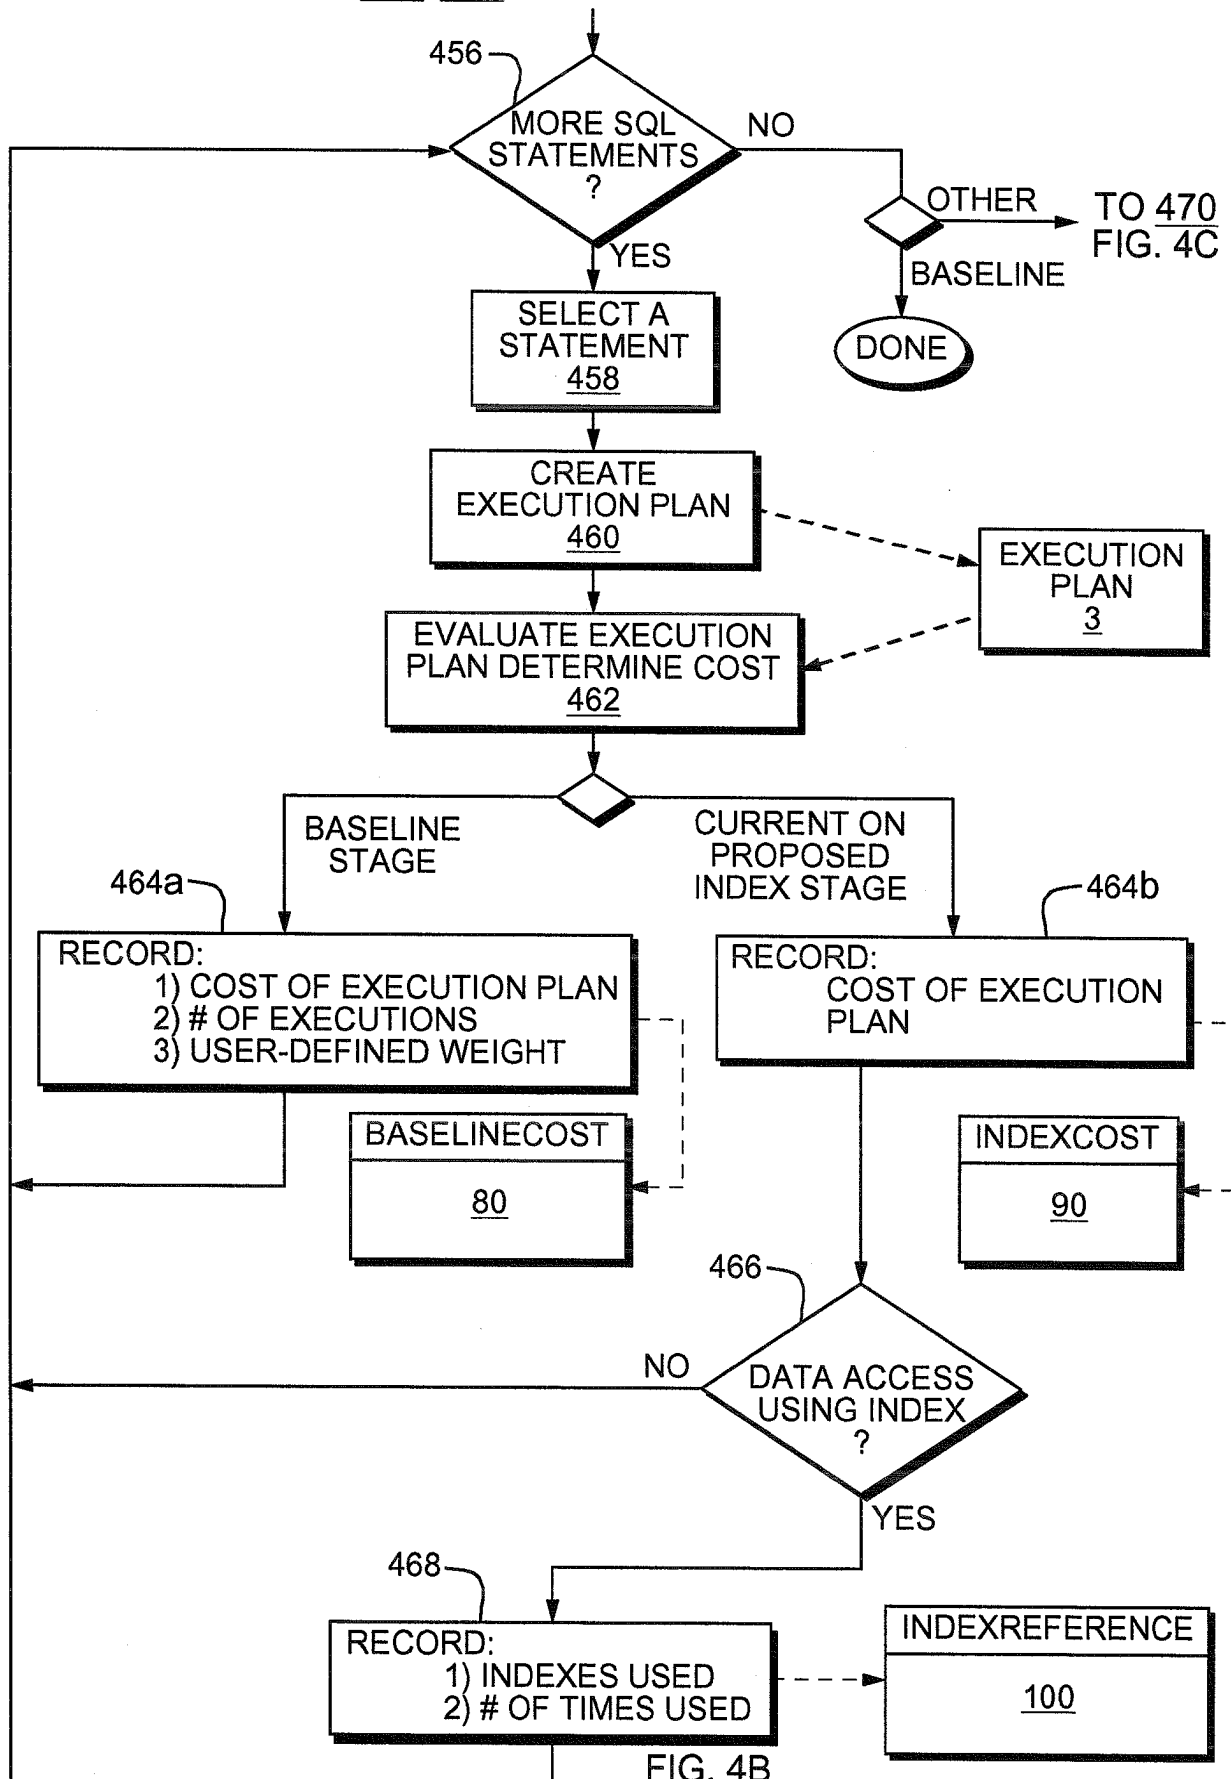 456
MORE SQL
STATEMENTS
?
NO
YES
OTHER
TO 470
FIG. 4C
BASELINE
DONE
SELECT A
STATEMENT
458
CREATE
EXECUTION PLAN
460
EXECUTION
PLAN
3
EVALUATE EXECUTION
PLAN DETERMINE COST
462
BASELINE
STAGE
CURRENT ON
PROPOSED
INDEX STAGE
464a
RECORD:
1) COST OF EXECUTION PLAN
2) # OF EXECUTIONS
3) USER-DEFINED WEIGHT
464b
RECORD:
COST OF EXECUTION
PLAN
BASELINECOST
80
INDEXCOST
90
466
DATA ACCESS
USING INDEX
?
NO
YES
468
RECORD:
1) INDEXES USED
2) # OF TIMES USED
INDEXREFERENCE
100
FIG. 4B